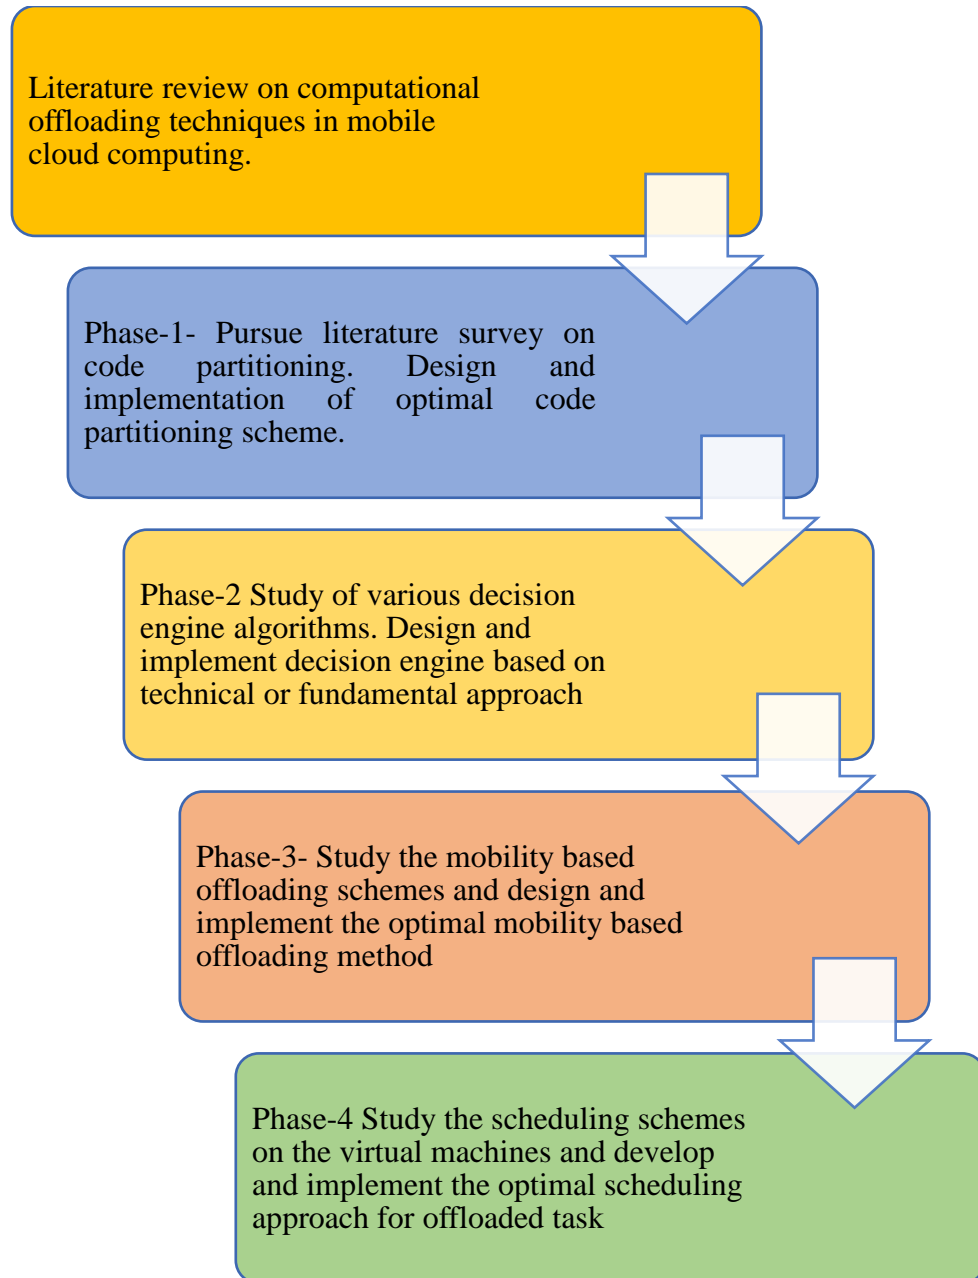 Literature review on computational
offloading techniques in mobile
cloud computing.
Phase-1- Pursue literature survey on
code partitioning. Design and
implementation of optimal code
partitioning scheme.
Phase-2 Study of various decision
engine algorithms. Design and
implement decision engine based on
technical or fundamental approach
Phase-3- Study the mobility based
offloading schemes and design and
implement the optimal mobility based
offloading method
Phase-4 Study the scheduling schemes
on the virtual machines and develop
and implement the optimal scheduling
approach for offloaded task